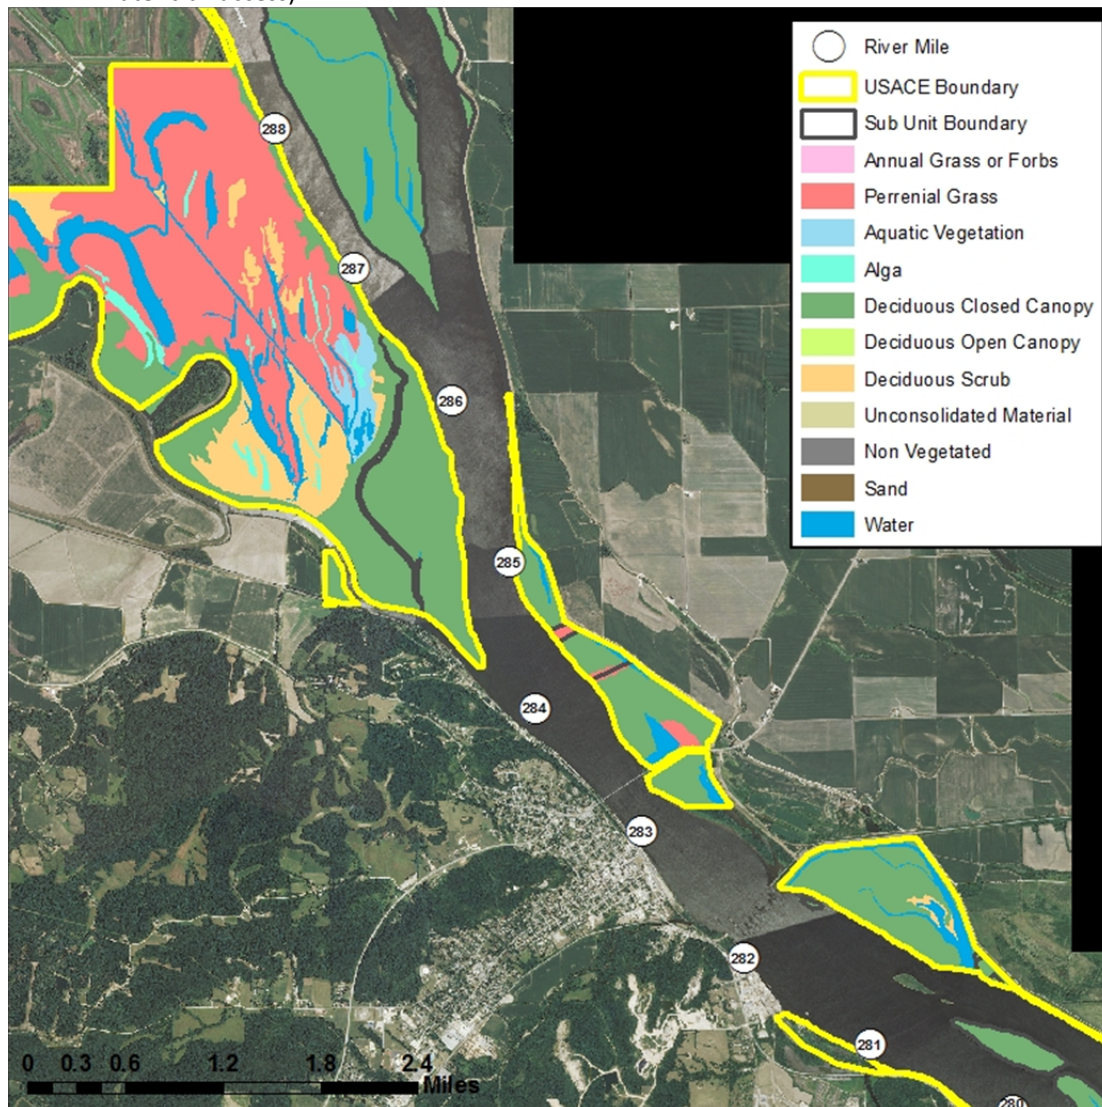 River Mile
USACE Boundary
Sub Unit Boundary
Annual Grass or Forbs
Perrenial Grass
Aquatic Vegetation
Alga
Deciduous Closed Canopy
Deciduous Open Canopy
Deciduous Scrub
Unconsolidated Material
Non Vegetated
Sand
Water
288
287
286
285
284
283
282
281
280
0 0.3 0.6 1.2 1.8 2.4
Miles